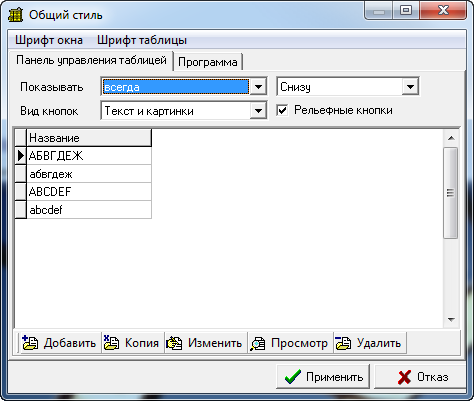 Общий стиль
Шрифт окна Шрифт таблицы
Панель управления таблицей Программа
Показывать всегда Снизу
Вид кнопок Текст и картинки Рельефные кнопки
Название
АБВГДЕЖ
абвгдеж
ABCDEF
abcdef
Добавить Копия Изменить Просмотр Удалить
Применить Отказ